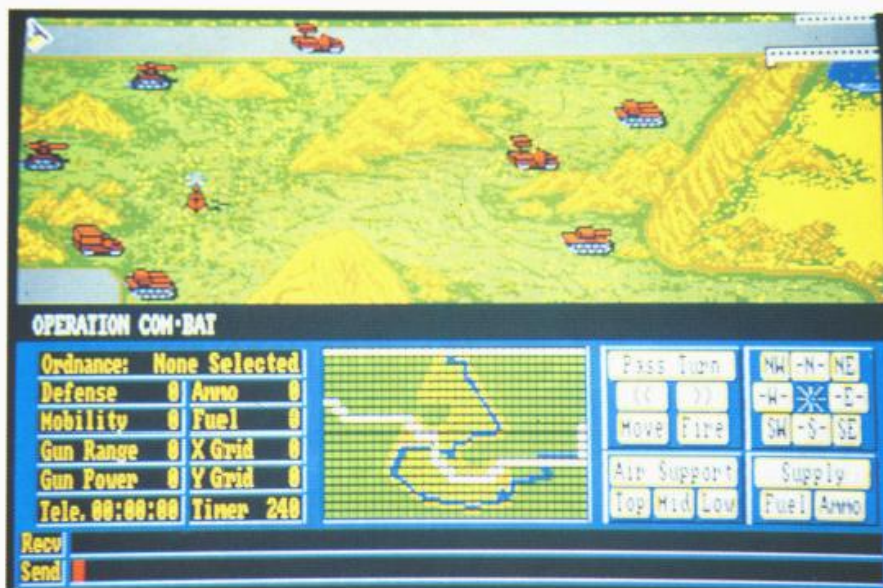 OPERATION COM·BAT
Ordnance: None Selected
Defense 0 Ammo 0
Mobility 0 Fuel 0
Gun Range 0 X Grid 0
Gun Power 0 Y Grid 0
Tele. 00:00:00 Timer 240
Pass Turn
<< >>
Move Fire
Air Support
Top Mid Low
NW -N- NE
-W- -E-
SW -S- SE
Supply
Fuel Ammo
Recv
Send